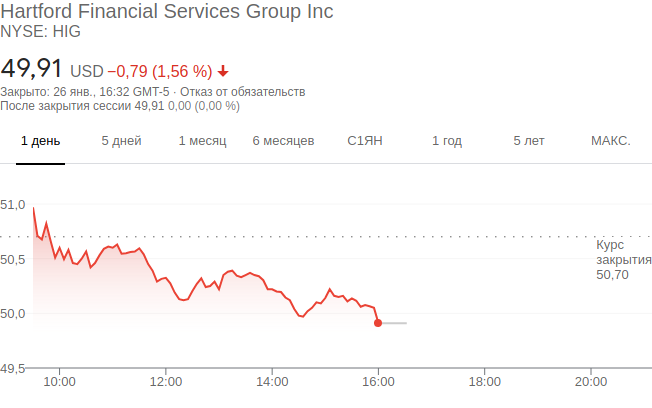 Hartford Financial Services Group Inc
NYSE: HIG
49,91 USD −0,79 (1,56 %)
Закрыто: 26 янв., 16:32 GMT-5 · Отказ от обязательств
После закрытия сессии 49,91 0,00 (0,00 %)
1 день 5 дней 1 месяц 6 месяцев С1ЯН 1 год 5 лет МАКС.
51,0
Курс
закрытия
50,70
50,5
50,0
49,5
10:00 12:00 14:00 16:00 18:00 20:00